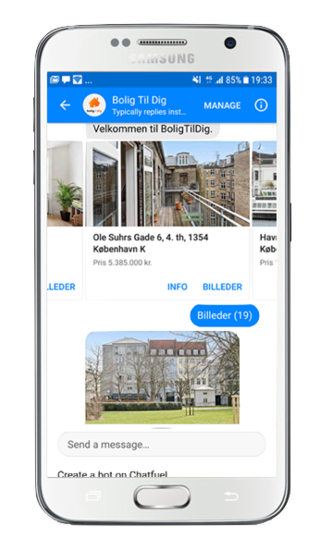 SAMSUNG
85% 19:33
Bolig Til Dig
Typically replies inst...
MANAGE
Velkommen til BoligTilDig.
Ole Suhrs Gade 6, 4. th, 1354
København K
Pris 5.385.000 kr.
LLEDER
INFO
BILLEDER
Hav
Køb
Pris
Billeder (19)
Send a message...
Create a bot on Chatfuel